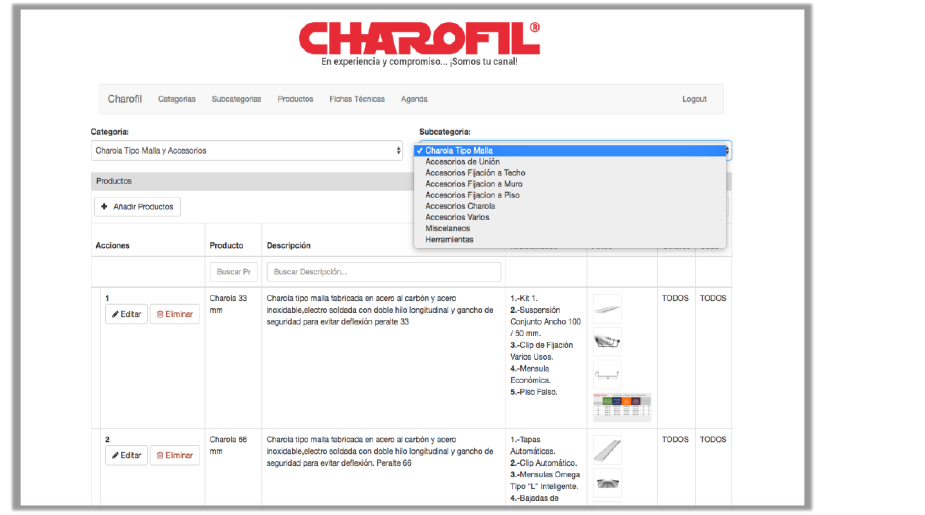 CHAROFIL®
En experiencia y compromiso... ¡Somos tu canal!
Charofil Categorias Subcategorias Productos Fichas Técnicas Agenda Logout
Categoria: Subcategoria:
Charola Tipo Malla y Accesorios
✓ Charola Tipo Malla
Accesorios de Unión
Accesorios Fijación a Techo
Accesorios Fijacion a Muro
Accesorios Fijacion a Piso
Accesorios Charola
Accesorios Varios
Miscelaneos
Herramientas
Productos
+ Añadir Productos
Acciones Producto Descripción
Buscar Pr Buscar Descripción...
1
Editar Eliminar
Charola 33
mm
Charola tipo malla fabricada en acero al carbón y acero
inoxidable,electro soldada con doble hilo longitudinal y gancho de
seguridad para evitar deflexión peralte 33
1.-Kit 1.
2.-Suspensión
Conjunto Ancho 100
/ 50 mm.
3.-Clip de Fijación
Varios Usos.
4.-Mensula
Económica.
5.-Piso Falso.
TODOS TODOS
2
Editar Eliminar
Charola 66
mm
Charola tipo malla fabricada en acero al carbón y acero
inoxidable,electro soldada con doble hilo longitudinal y gancho de
seguridad para evitar deflexión. Peralte 66
1.-Tapas
Automáticas.
2.-Clip Automático.
3.-Mensulas Omega
Tipo "L" Inteligente.
4.-Bajadas de
TODOS TODOS